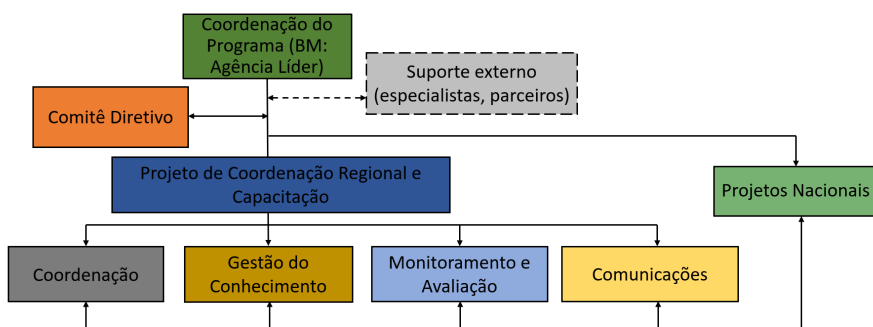 Coordenação do
Programa (BM:
Agência Líder)
Suporte externo
(especialistas, parceiros)
Comitê Diretivo
Projeto de Coordenação Regional e
Capacitação
Projetos Nacionais
Coordenação
Gestão do
Conhecimento
Monitoramento e
Avaliação
Comunicações